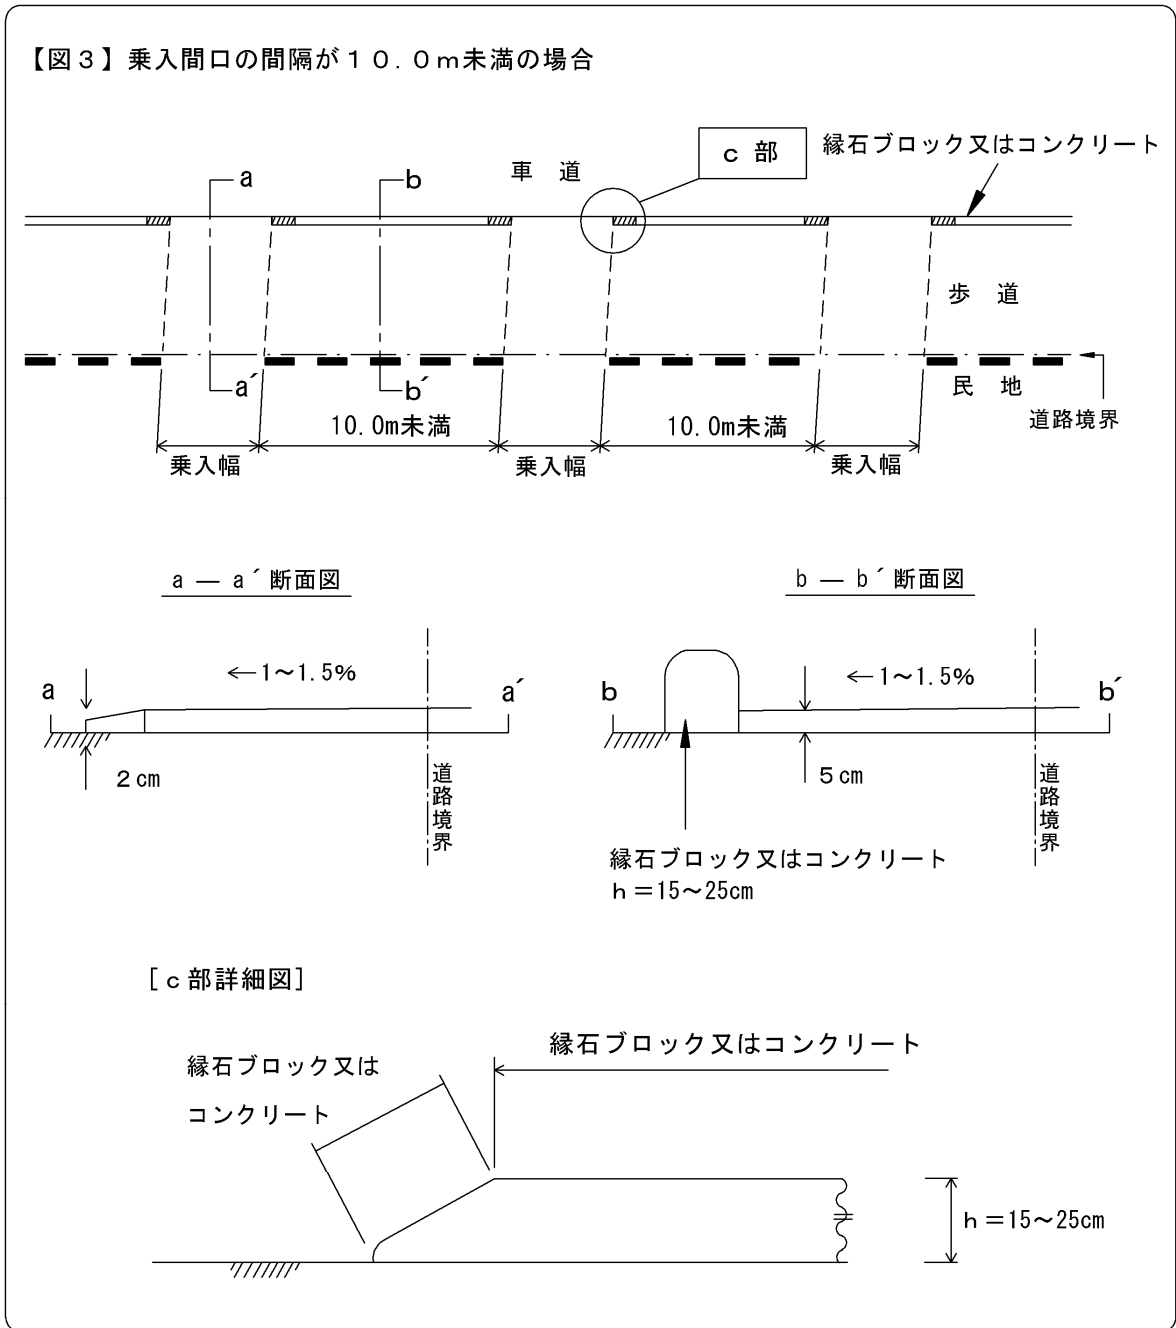 【図３】乗入間口の間隔が１０．０ｍ未満の場合
縁石ブロック又はコンクリート
ｃ 部
車 道
a
b
歩 道
a´
b´
民 地
道路境界
10.0m未満
10.0m未満
乗入幅
乗入幅
乗入幅
a ― a´断面図
b ― b´断面図
←1～1.5%
←1～1.5%
a
a´
b
b´
２cm
５cm
道路境界
道路境界
縁石ブロック又はコンクリート
ｈ＝15～25cm
［ｃ部詳細図］
縁石ブロック又はコンクリート
縁石ブロック又は
コンクリート
ｈ＝15～25cm